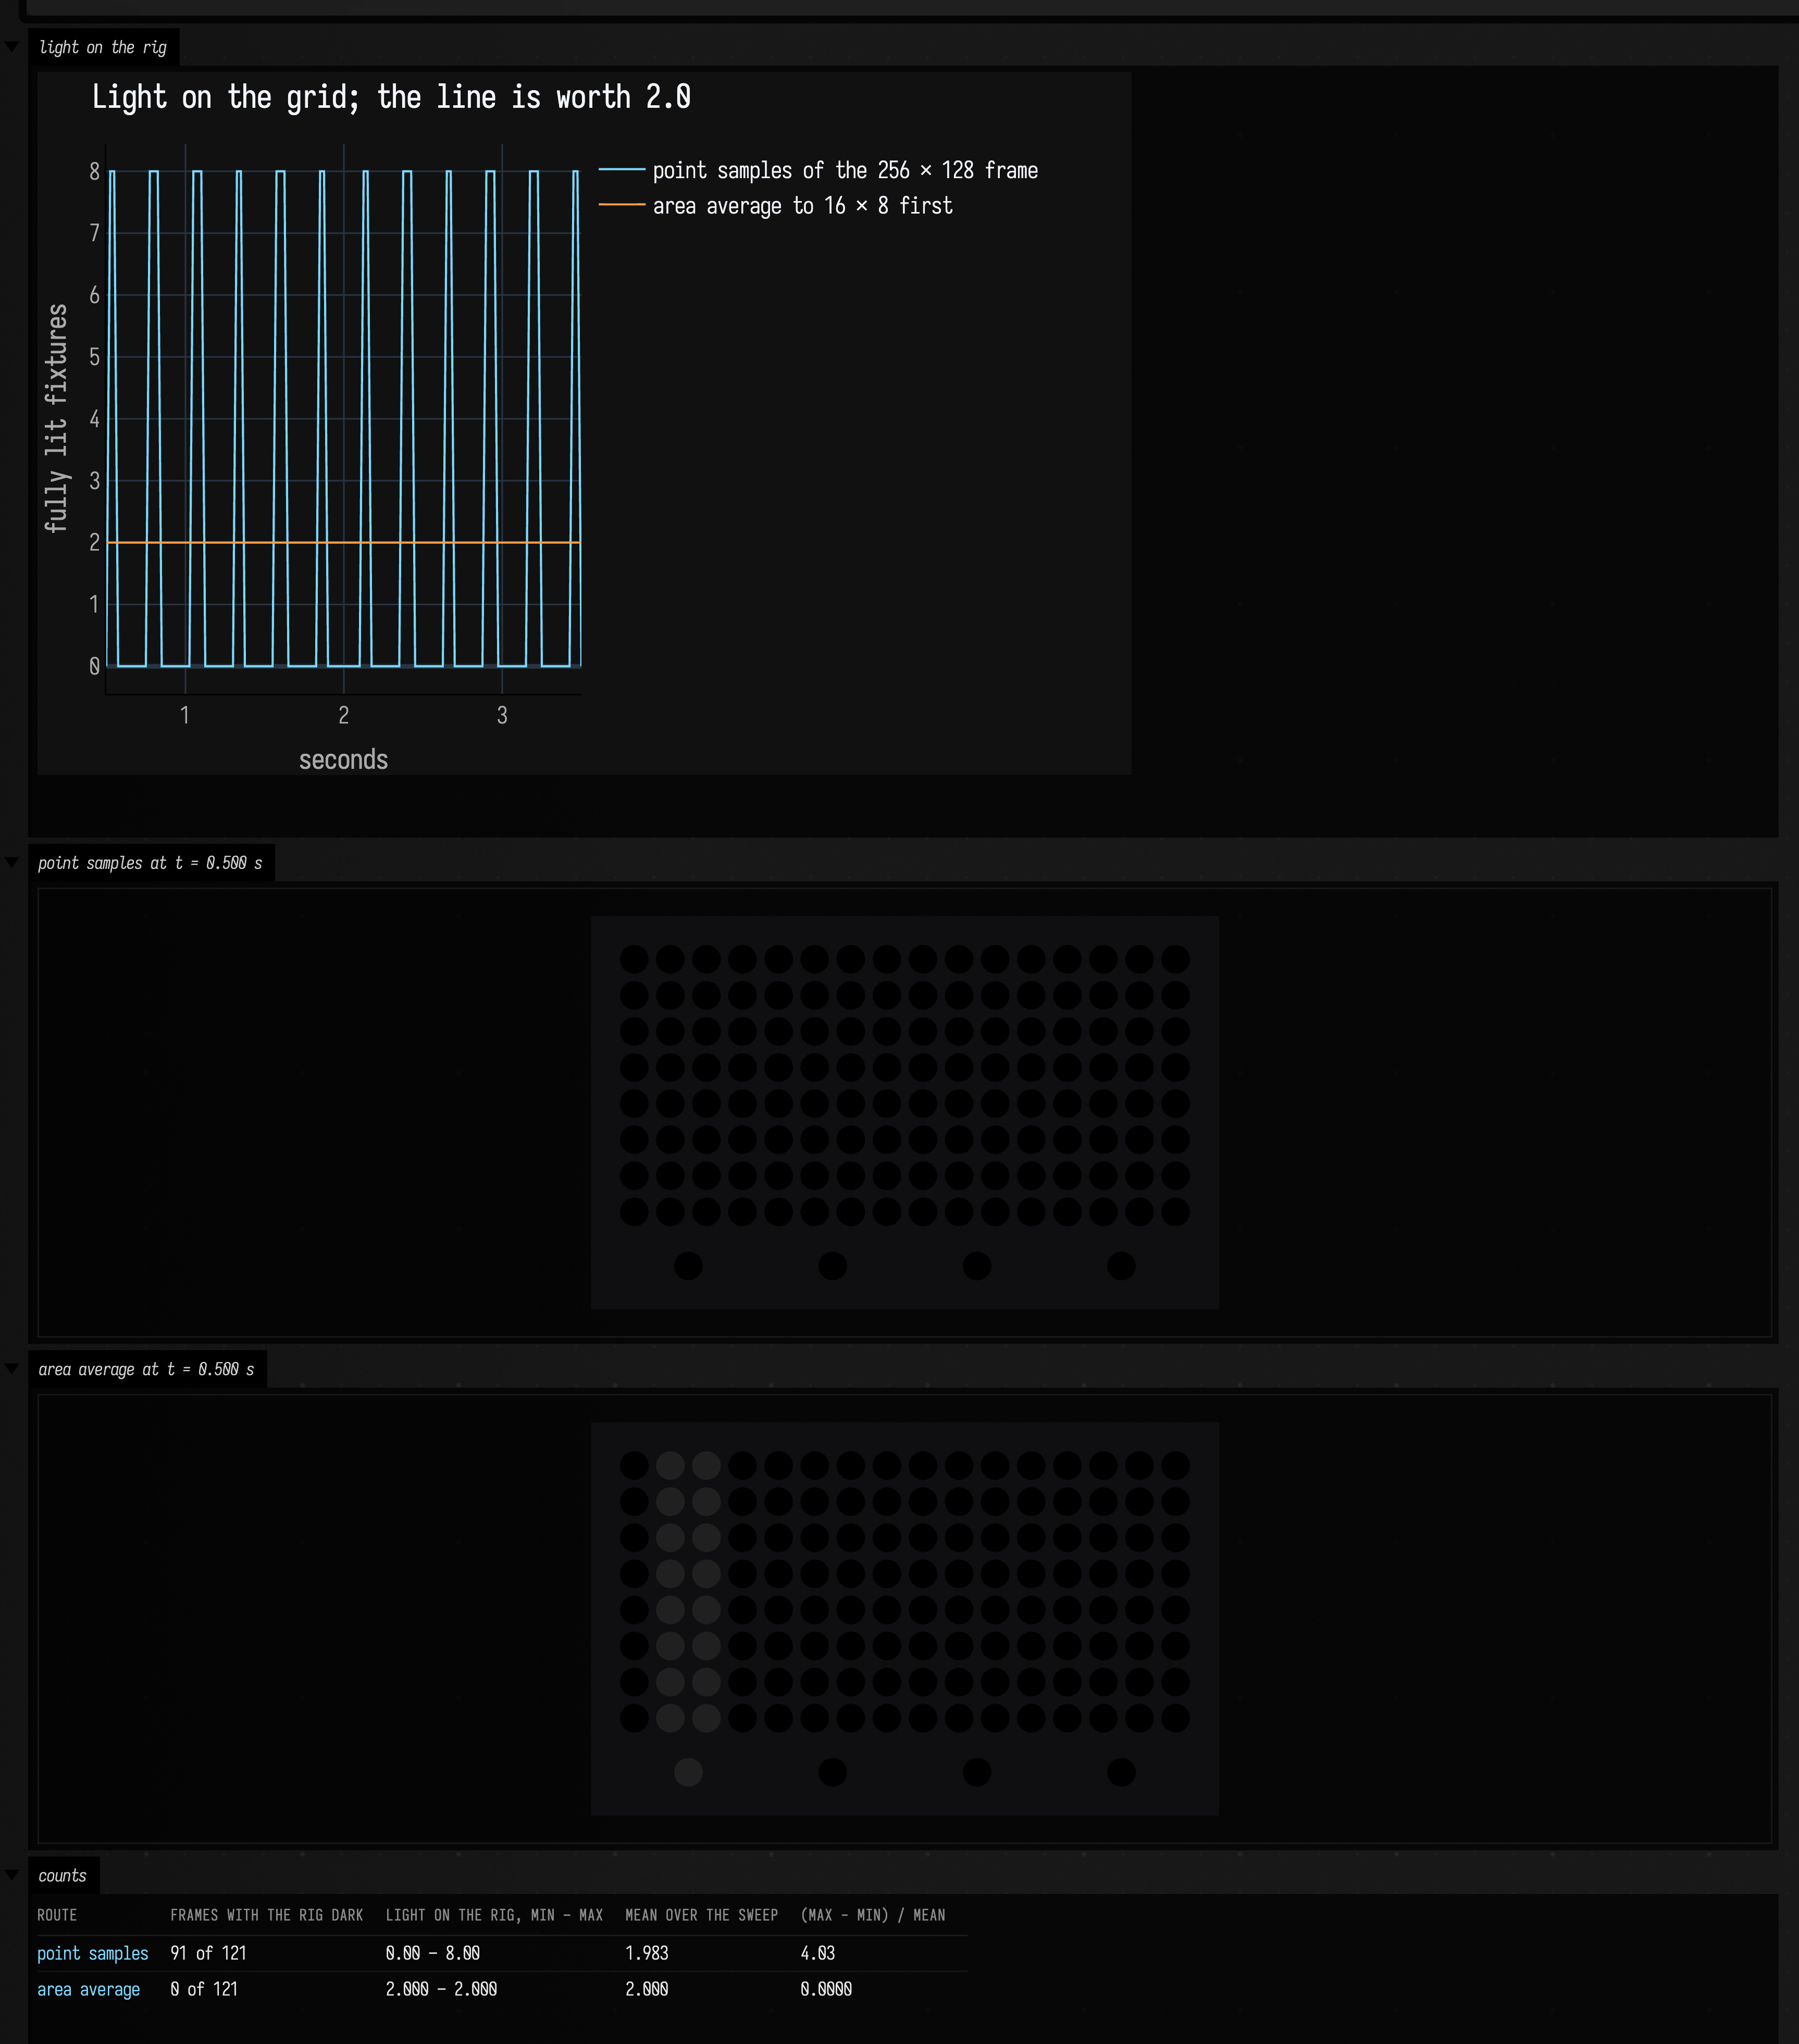 light on the rig
Light on the grid; the line is worth 2.0
point samples of the 256 × 128 frame
area average to 16 × 8 first
8
7
6
5
4
3
2
1
0
fully lit fixtures
1 2 3
seconds
point samples at t = 0.500 s
area average at t = 0.500 s
counts
ROUTE FRAMES WITH THE RIG DARK LIGHT ON THE RIG, MIN – MAX MEAN OVER THE SWEEP (MAX − MIN) / MEAN
point samples 91 of 121 0.00 – 8.00 1.983 4.03
area average 0 of 121 2.000 – 2.000 2.000 0.0000